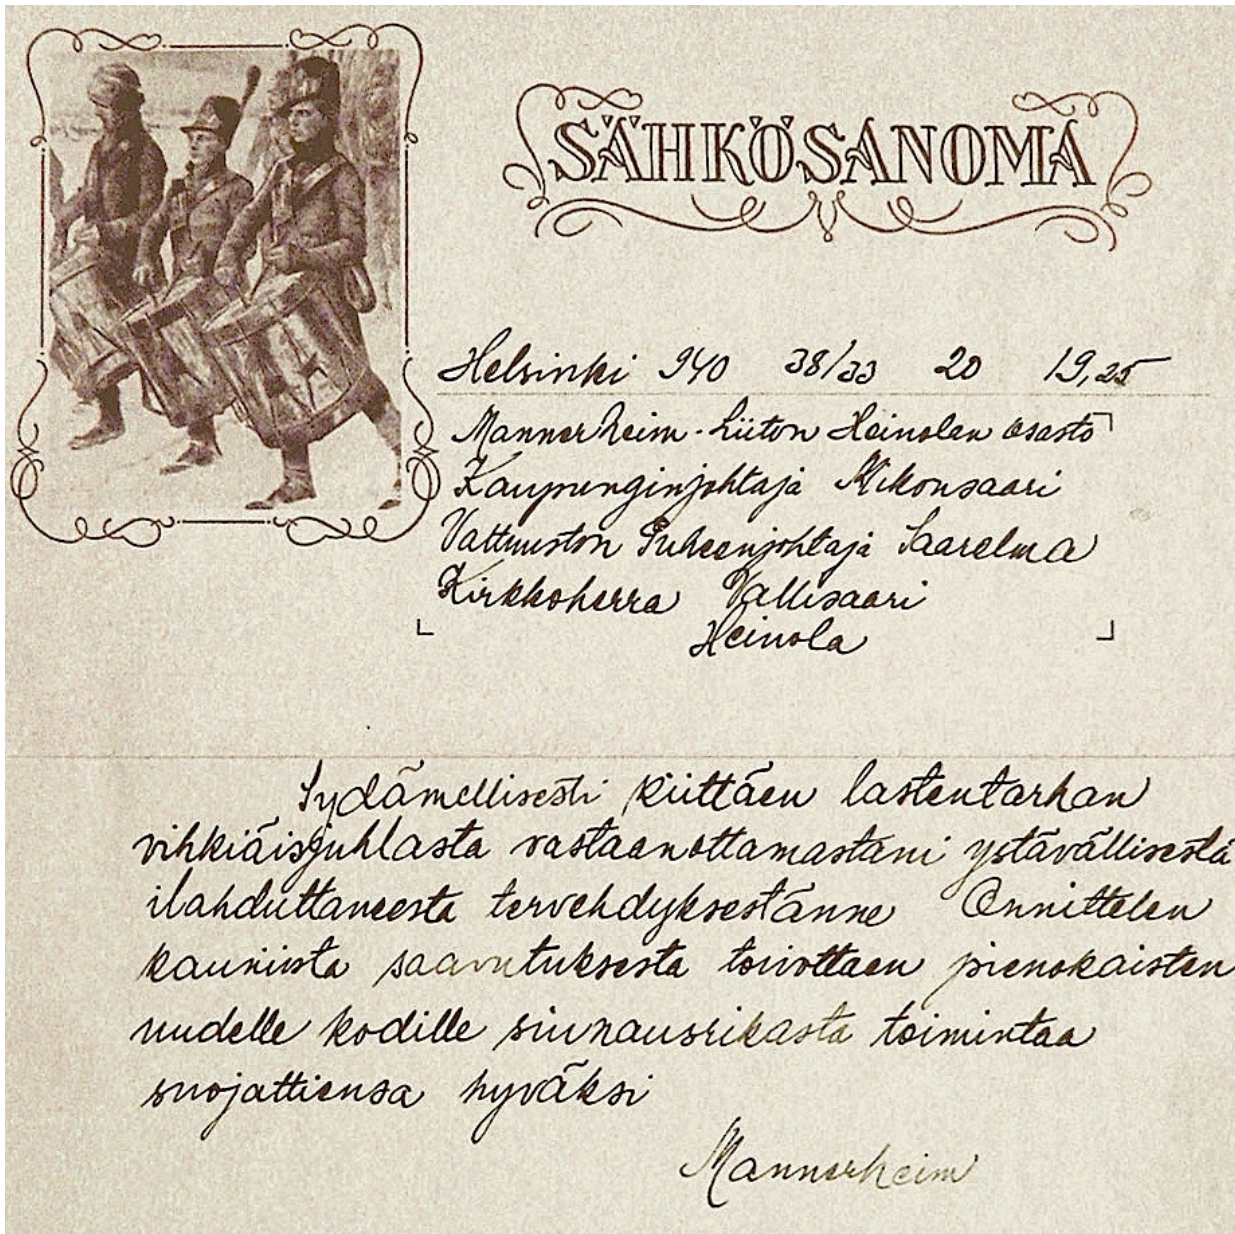 SÄHKÖSANOMA
Helsinki 940 38/33 20 19,25
Mannerheim-Liiton Heinolan osasto
Kaupunginjohtaja Kikonsaari
Valtuuston Puheenjohtaja Saarelma
Kirkkoherra Vallisaari
Heinola
Sydämellisesti kiittäen lastentarhan
vihkiäisjuhlasta vastaanottamastani ystävällisestä
ilahduttaneesta tervehdyksestänne Onnittelen
kauniista saavutuksesta toivottaen pienokaisten
uudelle kodille siunausrikasta toimintaa
suojattiensa hyväksi
Mannerheim